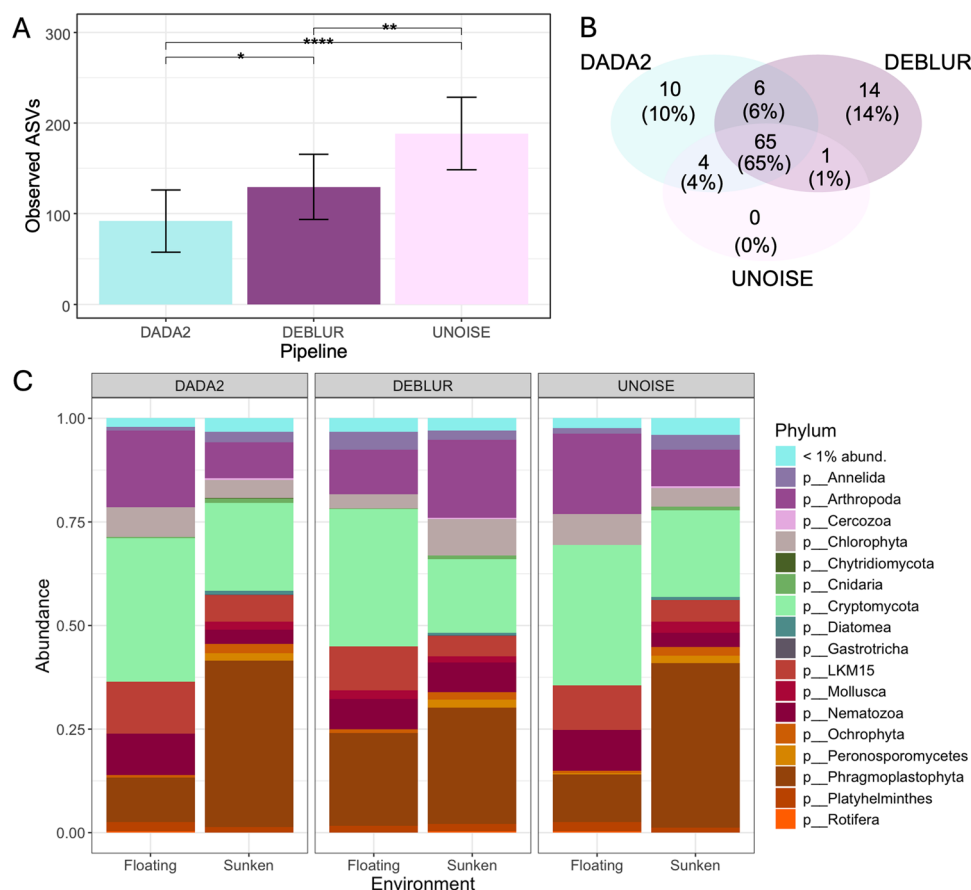 A
Observed ASVs
300
200
100
0
*
****
**
DADA2
DEBLUR
UNOISE
Pipeline
B
DADA2
DEBLUR
10
(10%)
6
(6%)
14
(14%)
65
(65%)
4
(4%)
1
(1%)
0
(0%)
UNOISE
C
DADA2
DEBLUR
UNOISE
Abundance
1.00
0.75
0.50
0.25
0.00
Floating
Sunken
Floating
Sunken
Floating
Sunken
Environment
Phylum
< 1% abund.
p__Annelida
p__Arthropoda
p__Cercozoa
p__Chlorophyta
p__Chytridiomycota
p__Cnidaria
p__Cryptomycota
p__Diatomea
p__Gastrotricha
p__LKM15
p__Mollusca
p__Nematozoa
p__Ochrophyta
p__Peronosporomycetes
p__Phragmoplastophyta
p__Platyhelminthes
p__Rotifera